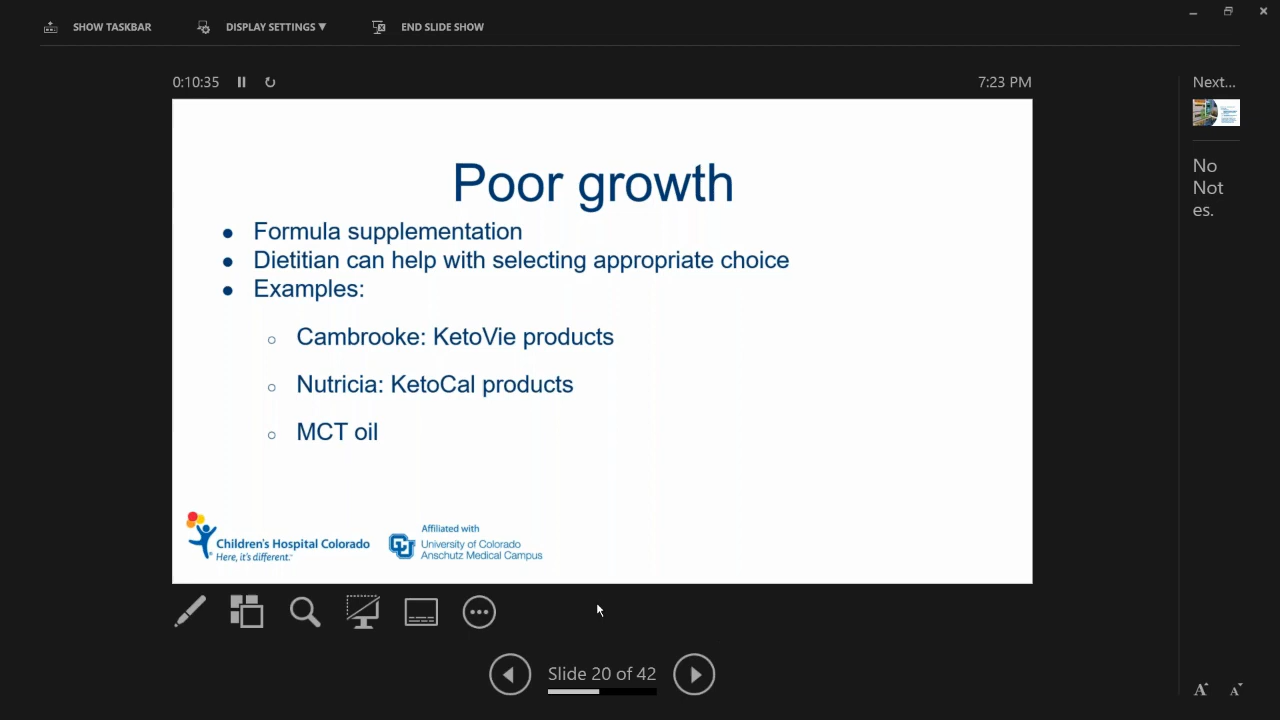 SHOW TASKBAR
DISPLAY SETTINGS ▼
END SLIDE SHOW
0:10:35
7:23 PM
Next...
No
Not
es.
Poor growth
● Formula supplementation
● Dietitian can help with selecting appropriate choice
● Examples:
○ Cambrooke: KetoVie products
○ Nutricia: KetoCal products
○ MCT oil
Children's Hospital Colorado
Here, it's different.™
Affiliated with
University of Colorado
Anschutz Medical Campus
Slide 20 of 42
A A